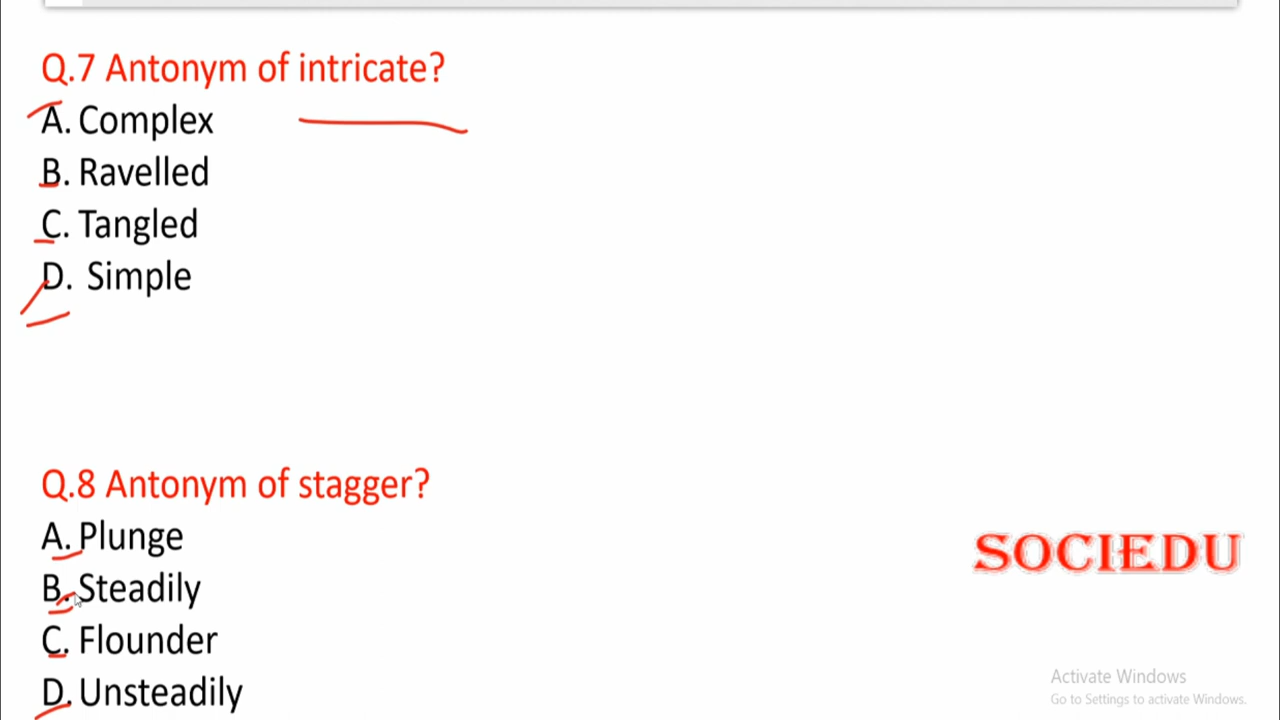 Q.7 Antonym of intricate?
A. Complex
B. Ravelled
C. Tangled
D. Simple
Q.8 Antonym of stagger?
A. Plunge
B. Steadily
C. Flounder
D. Unsteadily
SOCIEDU
Activate Windows
Go to Settings to activate Windows.